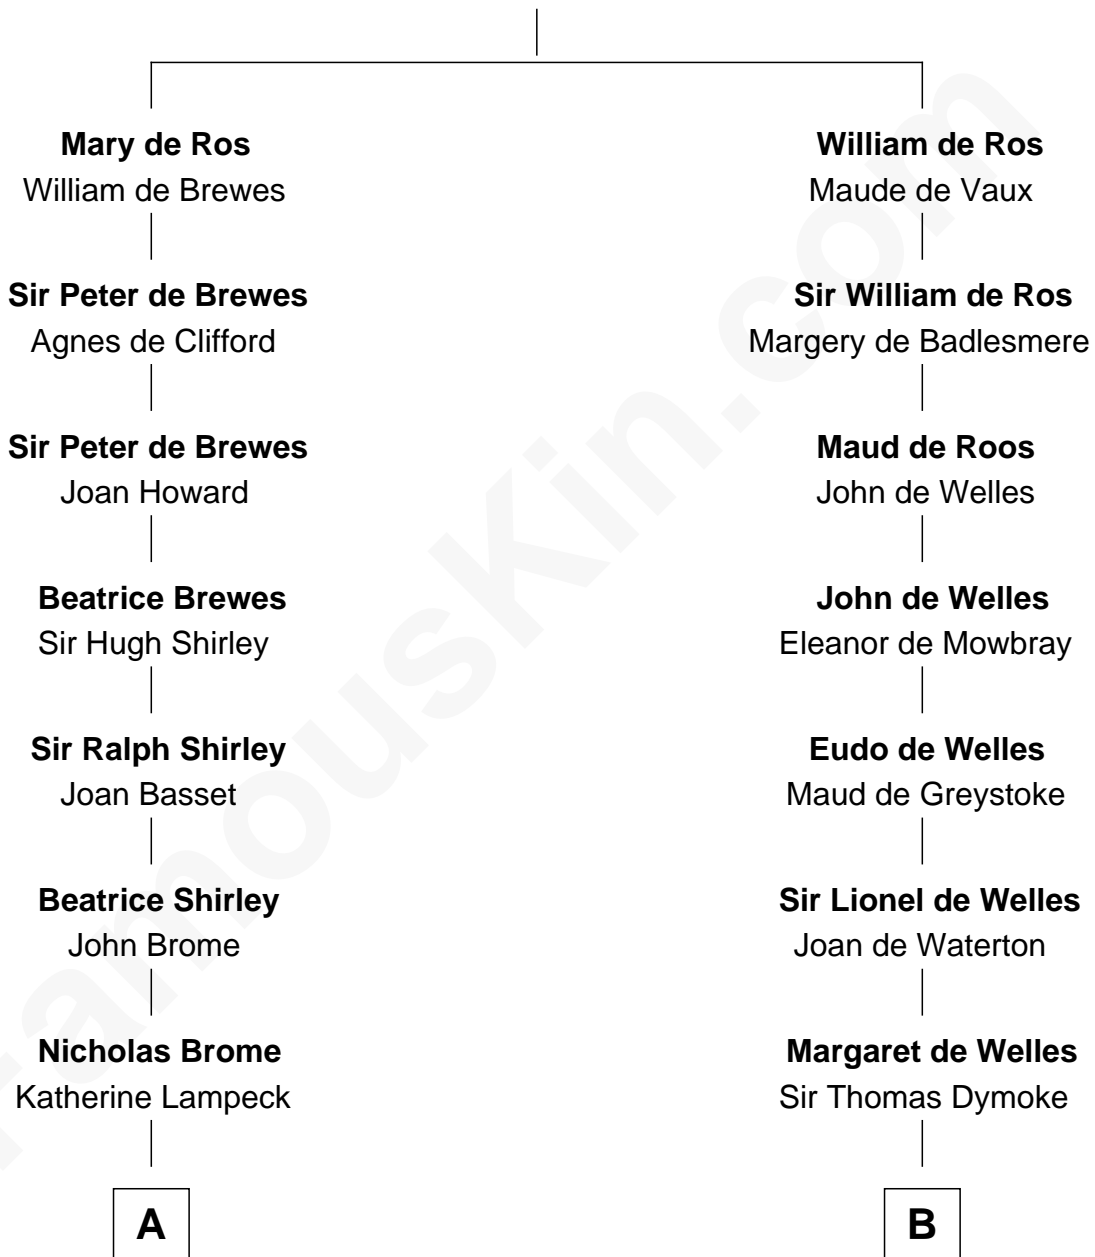 Mary de Ros
William de Brewes
Sir Peter de Brewes
Agnes de Clifford
Sir Peter de Brewes
Joan Howard
Beatrice Brewes
Sir Hugh Shirley
Sir Ralph Shirley
Joan Basset
Beatrice Shirley
John Brome
Nicholas Brome
Katherine Lampeck
A
William de Ros
Maude de Vaux
Sir William de Ros
Margery de Badlesmere
Maud de Roos
John de Welles
John de Welles
Eleanor de Mowbray
Eudo de Welles
Maud de Greystoke
Sir Lionel de Welles
Joan de Waterton
Margaret de Welles
Sir Thomas Dymoke
B
FamousKin.com